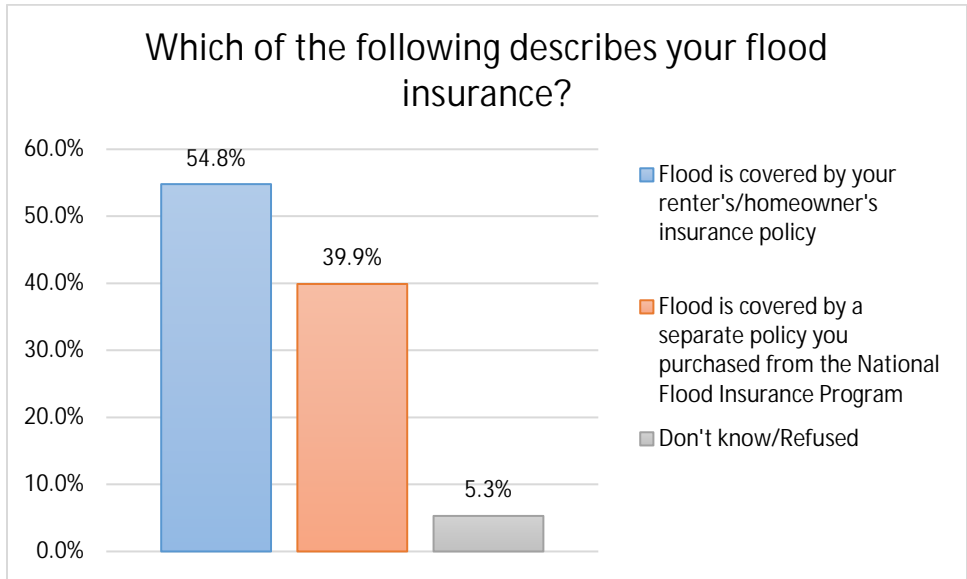 Which of the following describes your flood
insurance?
60.0%
50.0%
40.0%
30.0%
20.0%
10.0%
0.0%
54.8%
39.9%
5.3%
Flood is covered by your
renter's/homeowner's
insurance policy
Flood is covered by a
separate policy you
purchased from the National
Flood Insurance Program
Don't know/Refused